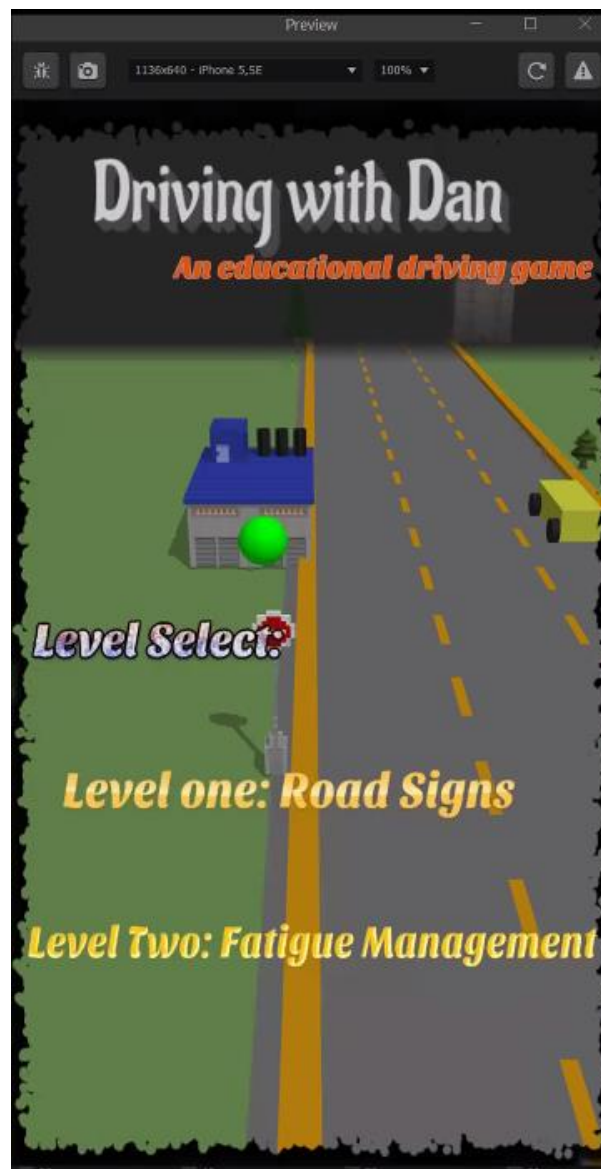 Preview
1136x640 - iPhone 5,SE
100%
Driving with Dan
An educational driving game
Level Select:
Level one: Road Signs
Level Two: Fatigue Management